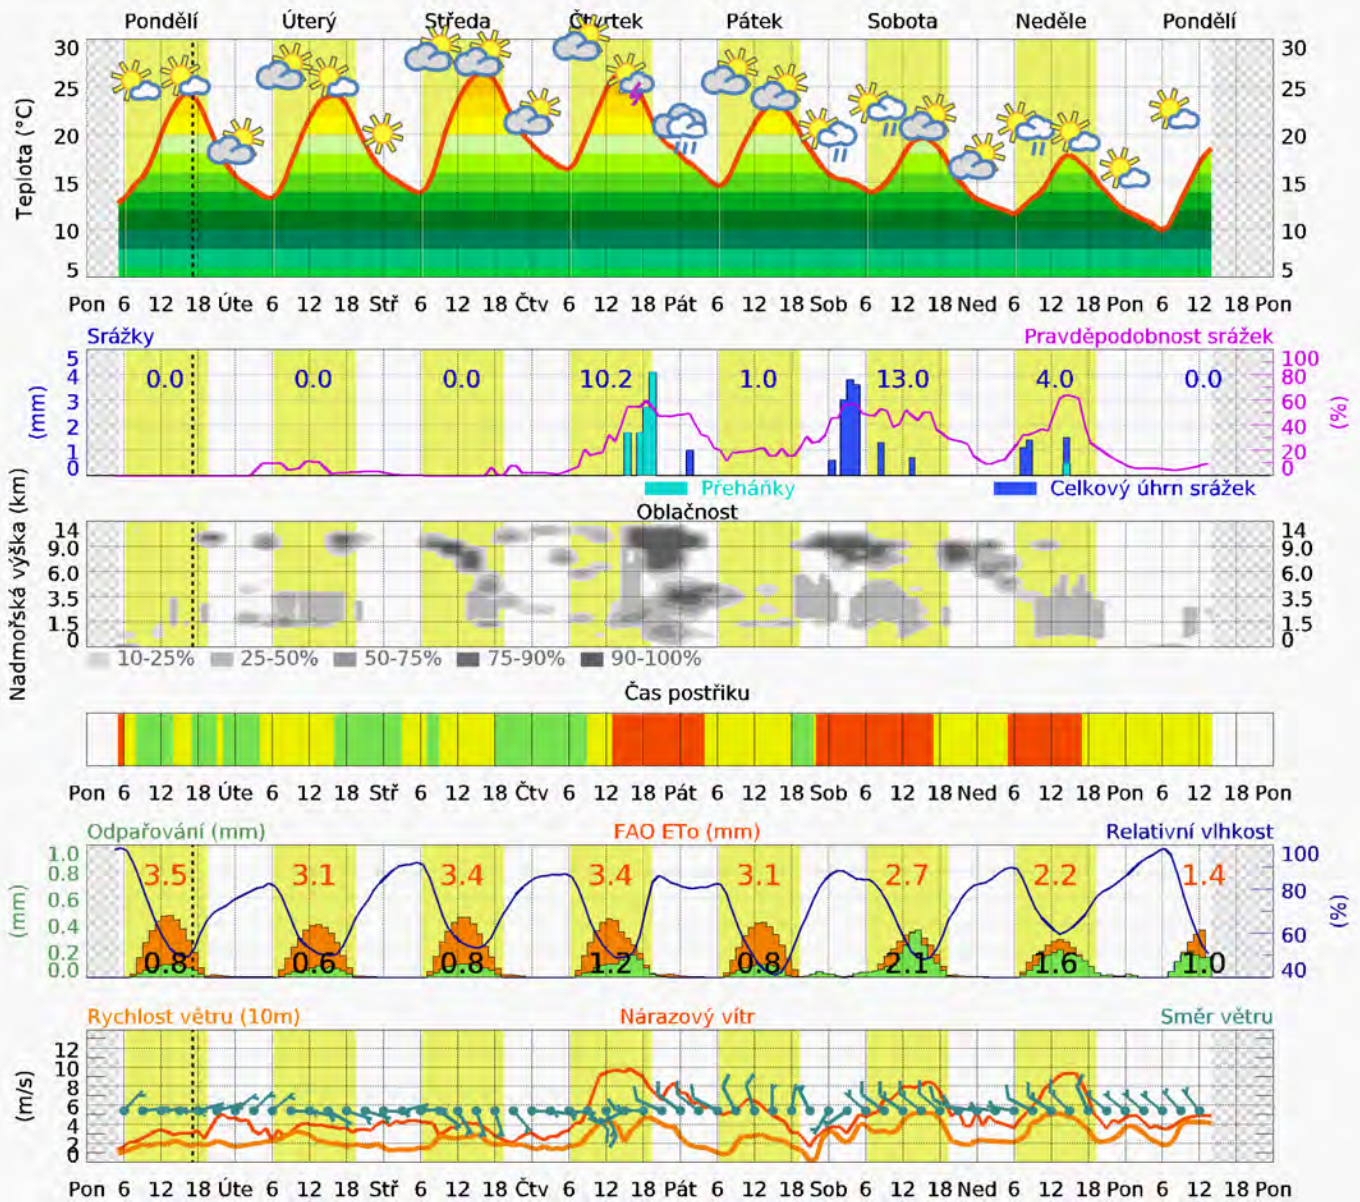 Pondělí Úterý Středa Čtvrtek Pátek Sobota Neděle Pondělí
Teplota (°C)
30 30
25 25
20 20
15 15
10 10
5 5
Pon 6 12 18 Úte 6 12 18 Stř 6 12 18 Čtv 6 12 18 Pát 6 12 18 Sob 6 12 18 Ned 6 12 18 Pon 6 12 18 Pon
Srážky Pravděpodobnost srážek
(mm) (%)
5 100
4 80
3 60
2 40
1 20
0 0
0.0 0.0 0.0 10.2 1.0 13.0 4.0 0.0
Přeháňky Celkový úhrn srážek
Oblačnost
Nadmořská výška (km)
14 14
9.0 9.0
6.0 6.0
3.5 3.5
1.5 1.5
0 0
10-25% 25-50% 50-75% 75-90% 90-100%
Čas postřiku
Pon 6 12 18 Úte 6 12 18 Stř 6 12 18 Čtv 6 12 18 Pát 6 12 18 Sob 6 12 18 Ned 6 12 18 Pon 6 12 18 Pon
Odpařování (mm) FAO ETo (mm) Relativní vlhkost
(mm) (%)
1.0 100
0.8 80
0.6 60
0.4 40
0.2
0.0
3.5 3.1 3.4 3.4 3.1 2.7 2.2 1.4
0.8 0.6 0.8 1.2 0.8 2.1 1.6 1.0
Rychlost větru (10m) Nárazový vítr Směr větru
(m/s)
12
10
8
6
4
2
0
Pon 6 12 18 Úte 6 12 18 Stř 6 12 18 Čtv 6 12 18 Pát 6 12 18 Sob 6 12 18 Ned 6 12 18 Pon 6 12 18 Pon